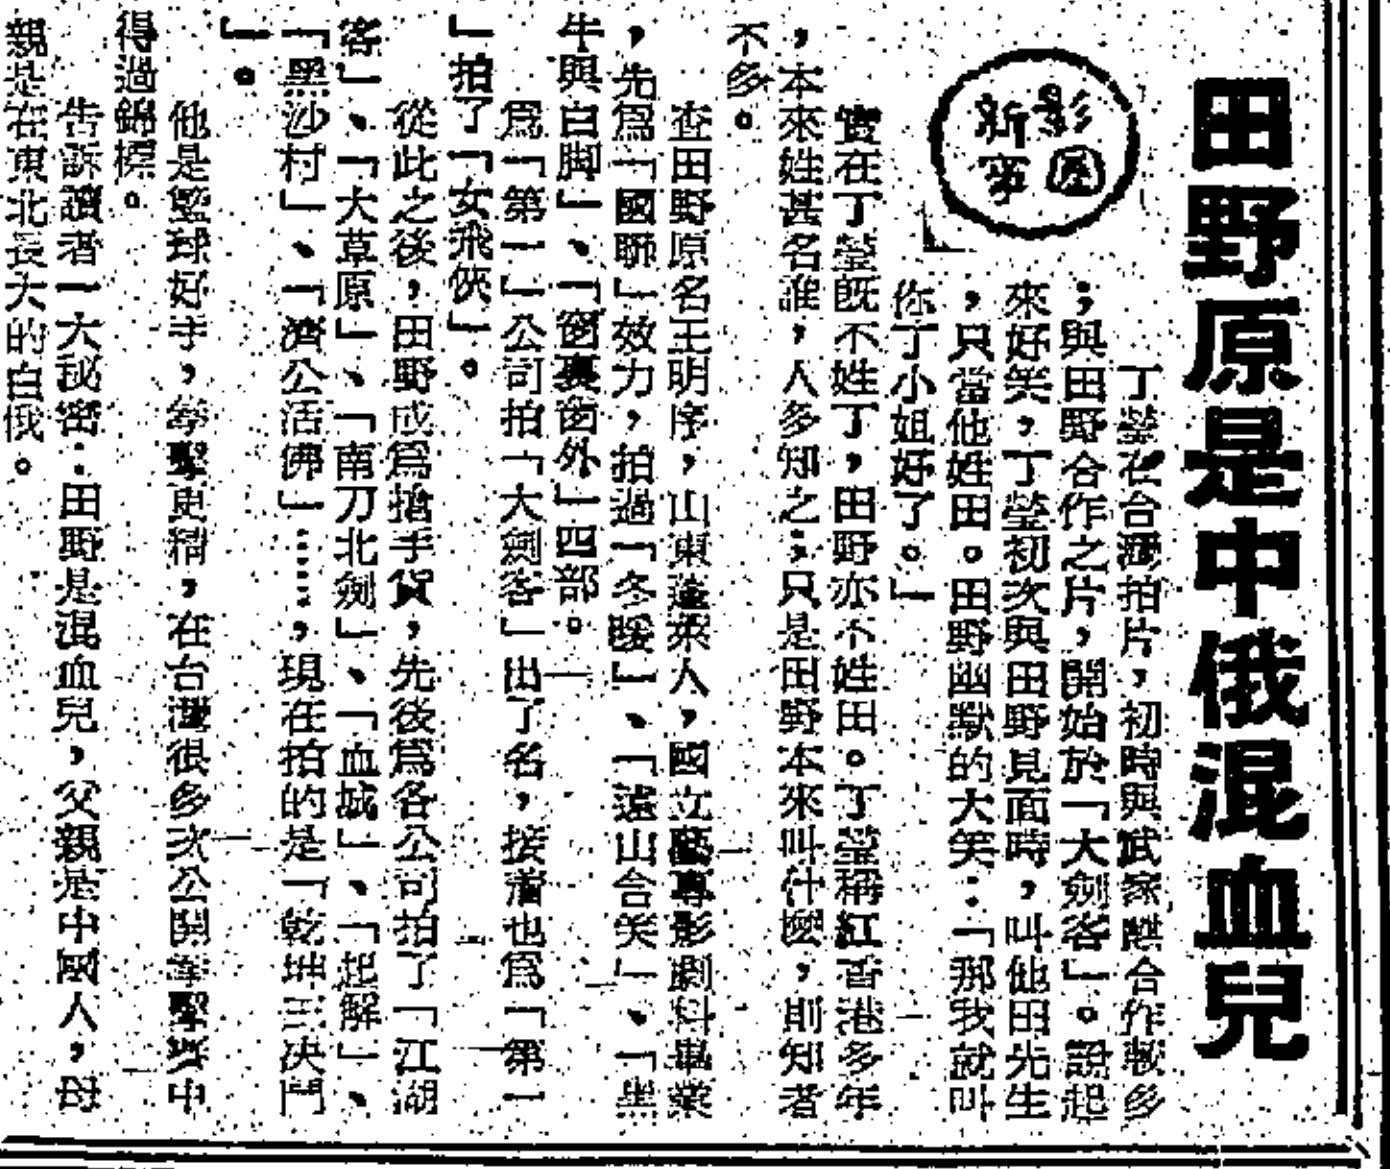 田野原是中俄混血兒
影圈
新事
丁瑩在台灣拍片，初時與武家麒合作最多
；與田野合作之片，開始於「大劍客」。說起
來好笑，丁瑩初次與田野見面時，叫他田先生
，只當他姓田。田野幽默的大笑：「那我就叫
你丁小姐好了。」
實在丁瑩旣不姓丁，田野亦不姓田。丁瑩稱紅香港多年
，本來姓甚名誰，人多知之；只是田野本來叫什麼，則知者
不多。
查田野原名王明序，山東蓬萊人，國立藝專影劇科畢業
，先爲「國聯」效力，拍過「冬暖」、「遠山含笑」、「黑
牛與白脚」、「窗裏窗外」四部。
爲「第一」公司拍「大劍客」出了名，接着也爲「第一
」拍了「女飛俠」。
從此之後，田野成爲搶手貨，先後爲各公司拍了「江湖
客」、「大草原」、「南刀北劍」、「血城」、「起解」、
「黑沙村」、「濟公活佛」……，現在拍的是「乾坤三决鬥
」。
他是籃球好手，拳擊更精，在台灣很多次公開拳擊賽中
得過錦標。
告訴讀者一大秘密：田野是混血兒，父親是中國人，母
親是在東北長大的白俄。